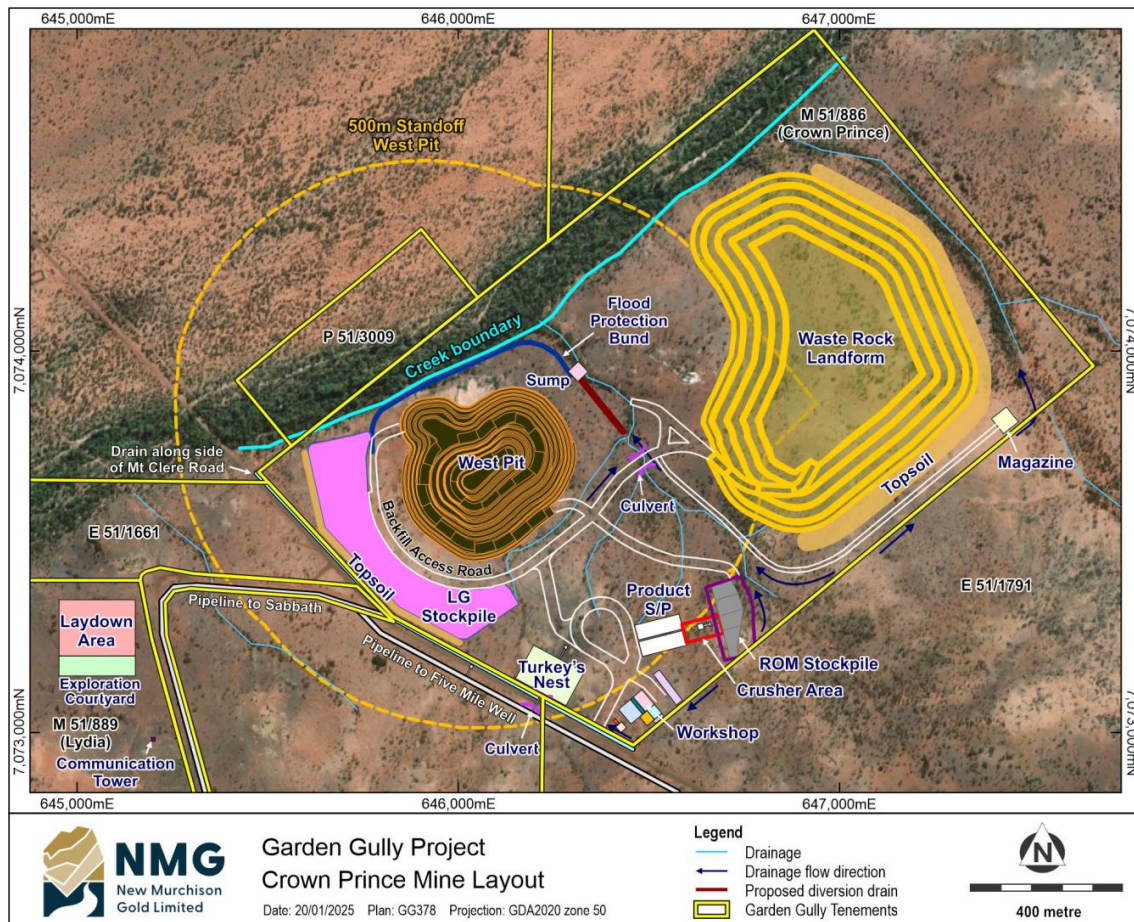 645,000mE
646,000mE
647,000mE
500m Standoff
West Pit
M 51/886
(Crown Prince)
7,074,000mN
7,074,000mN
P 51/3009
Creek boundary
Flood
Protection
Bund
Sump
Waste Rock
Landform
Drain along side
of Mt Clere Road
West Pit
Culvert
Topsoil
Magazine
E 51/1661
Backfill Access Road
Topsoil
LG
Stockpile
E 51/1791
Pipeline to Sabbath
Product
S/P
Laydown
Area
Exploration
Courtyard
Pipeline to Five Mile Well
Turkey's
Nest
ROM Stockpile
Crusher Area
Workshop
Culvert
M 51/889
(Lydia)
Communication
Tower
7,073,000mN
7,073,000mN
645,000mE
646,000mE
647,000mE
NMG
New Murchison
Gold Limited
Garden Gully Project
Crown Prince Mine Layout
Date: 20/01/2025 Plan: GG378 Projection: GDA2020 zone 50
Legend
Drainage
Drainage flow direction
Proposed diversion drain
Garden Gully Tenements
N
400 metre